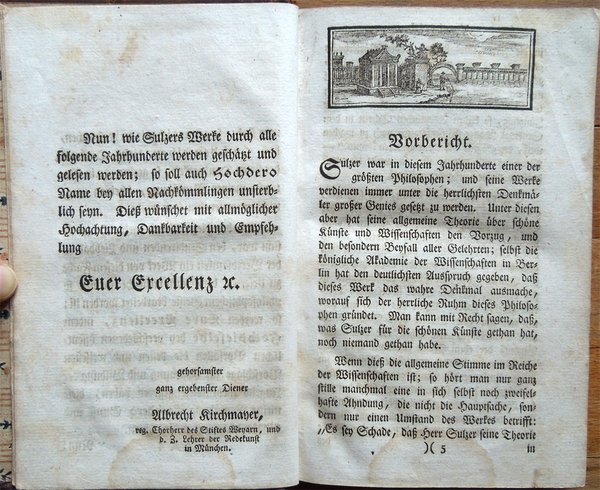 Nun! wie Sulzers Werke durch alle
folgende Jahrhunderte werden geschäzt und
gelesen werden; so soll auch Hochdero
Name bey allen Nachkömmlingen unsterb-
lich seyn. Dieß wünschet mit allmöglicher
Hochachtung, Dankbarkeit und Empfeh-
lung
Euer Excellenz ꝛc.
gehorsamster
ganz ergebenster Diener
Albrecht Kirchmayer,
reg. Chorherr des Stiftes Weyarn, und
d. Z. Lehrer der Redekunst
in München.
Vorbericht.
Sulzer war in diesem Jahrhunderte einer der
größten Philosophen; und seine Werke
verdienen immer unter die herrlichsten Denkmä-
ler großer Genies gesetzt zu werden. Unter diesen
aber hat seine allgemeine Theorie über schöne
Künste und Wissenschaften den Vorzug, und
den besondern Beyfall aller Gelehrten; selbst die
königliche Akademie der Wissenschaften in Ber-
lin hat den deutlichsten Ausspruch gegeben, daß
dieses Werk das wahre Denkmal ausmache,
worauf sich der herrliche Ruhm dieses Philoso-
phen gründet. Man kann mit Recht sagen, daß,
was Sulzer für die schönen Künste gethan hat,
noch niemand gethan habe.
Wenn dieß die allgemeine Stimme im Reiche
der Wissenschaften ist; so hört man nur ganz
stille manchmal eine in sich selbst noch zweifel-
hafte Ahndung, die nicht die Hauptsache, son-
dern nur einen Umstand des Werkes betrifft:
„Es sey Schade, daß Herr Sulzer seine Theorie
)( 5 in